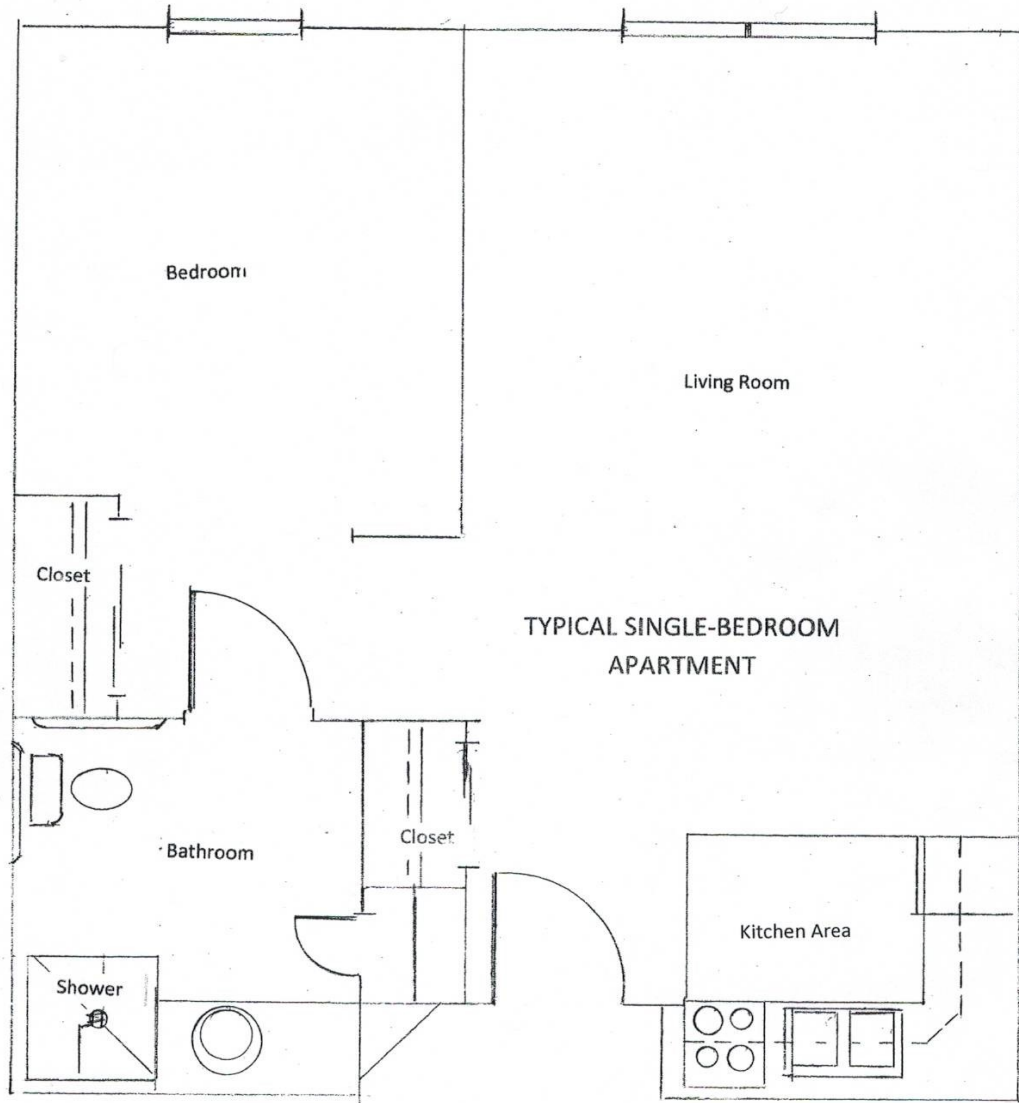 Bedroom
Living Room
Closet
TYPICAL SINGLE-BEDROOM
APARTMENT
Closet
Bathroom
Kitchen Area
Shower